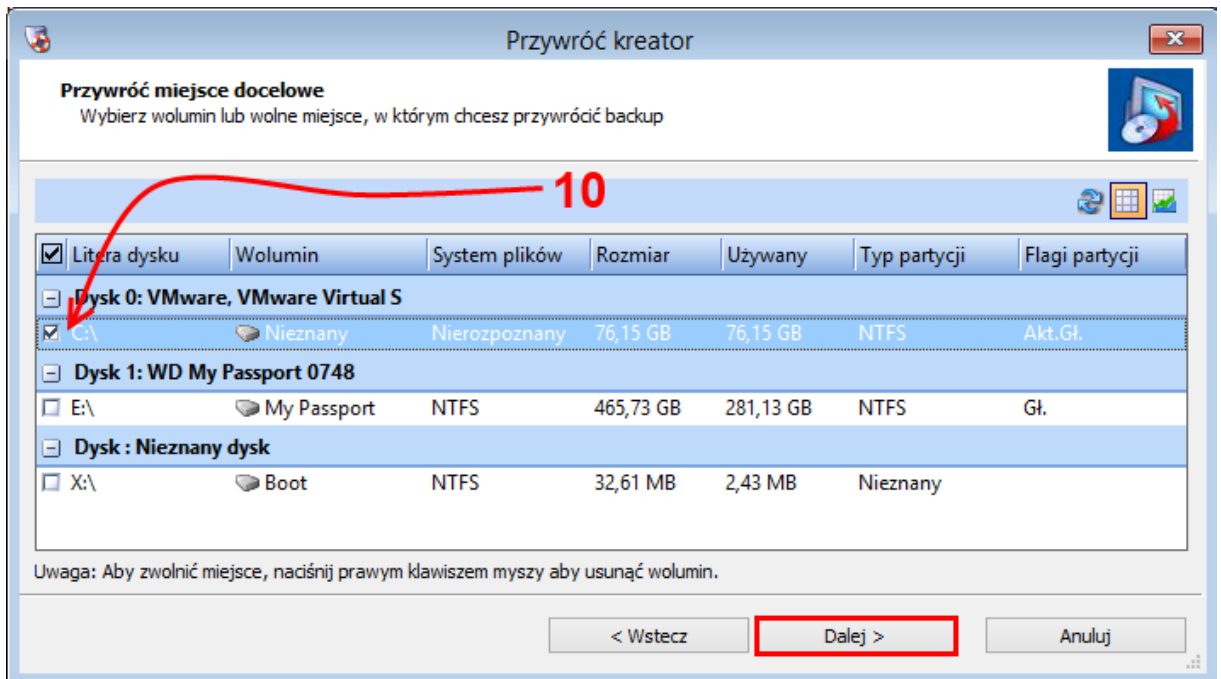 Przywróć kreator
Przywróć miejsce docelowe
Wybierz wolumin lub wolne miejsce, w którym chcesz przywrócić backup
10
Litera dysku Wolumin System plików Rozmiar Używany Typ partycji Flagi partycji
Dysk 0: VMware, VMware Virtual S
C:\ Nieznany Nierozpoznany 76,15 GB 76,15 GB NTFS Akt.Gł.
Dysk 1: WD My Passport 0748
E:\ My Passport NTFS 465,73 GB 281,13 GB NTFS Gł.
Dysk : Nieznany dysk
X:\ Boot NTFS 32,61 MB 2,43 MB Nieznany
Uwaga: Aby zwolnić miejsce, naciśnij prawym klawiszem myszy aby usunąć wolumin.
< Wstecz Dalej > Anuluj